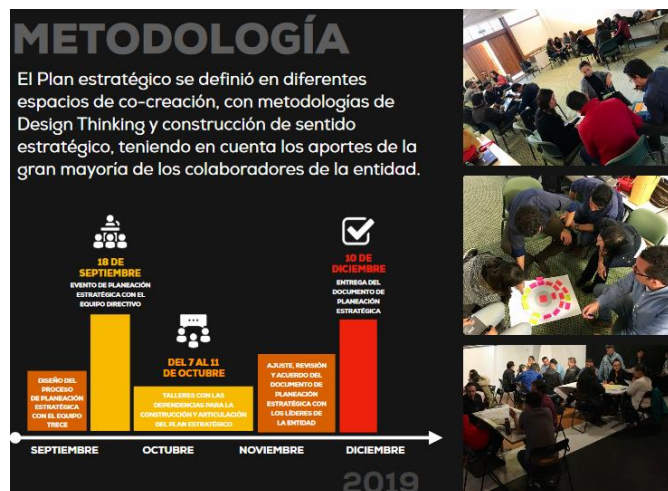 METODOLOGÍA
El Plan estratégico se definió en diferentes
espacios de co-creación, con metodologías de
Design Thinking y construcción de sentido
estratégico, teniendo en cuenta los aportes de la
gran mayoría de los colaboradores de la entidad.
18 DE
SEPTIEMBRE
EVENTO DE PLANEACIÓN
ESTRATÉGICA CON EL
EQUIPO DIRECTIVO
10 DE
DICIEMBRE
ENTREGA DEL
DOCUMENTO DE
PLANEACIÓN
ESTRATÉGICA
DEL 7 AL 11
DE OCTUBRE
DISEÑO DEL
PROCESO
DE PLANEACIÓN
ESTRATÉGICA
CON EL EQUIPO
TRECE
TALLERES CON LAS
DEPENDENCIAS PARA LA
CONSTRUCCIÓN Y ARTICULACIÓN
DEL PLAN ESTRATÉGICO
AJUSTE, REVISIÓN
Y ACUERDO DEL
DOCUMENTO DE
PLANEACIÓN
ESTRATÉGICA CON
LOS LÍDERES DE
LA ENTIDAD
SEPTIEMBRE
OCTUBRE
NOVIEMBRE
DICIEMBRE
2019